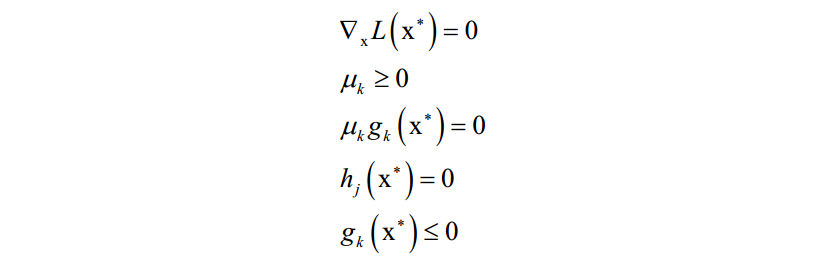 ∇ₓL(x*) = 0
μₖ ≥ 0
μₖgₖ(x*) = 0
hⱼ(x*) = 0
gₖ(x*) ≤ 0